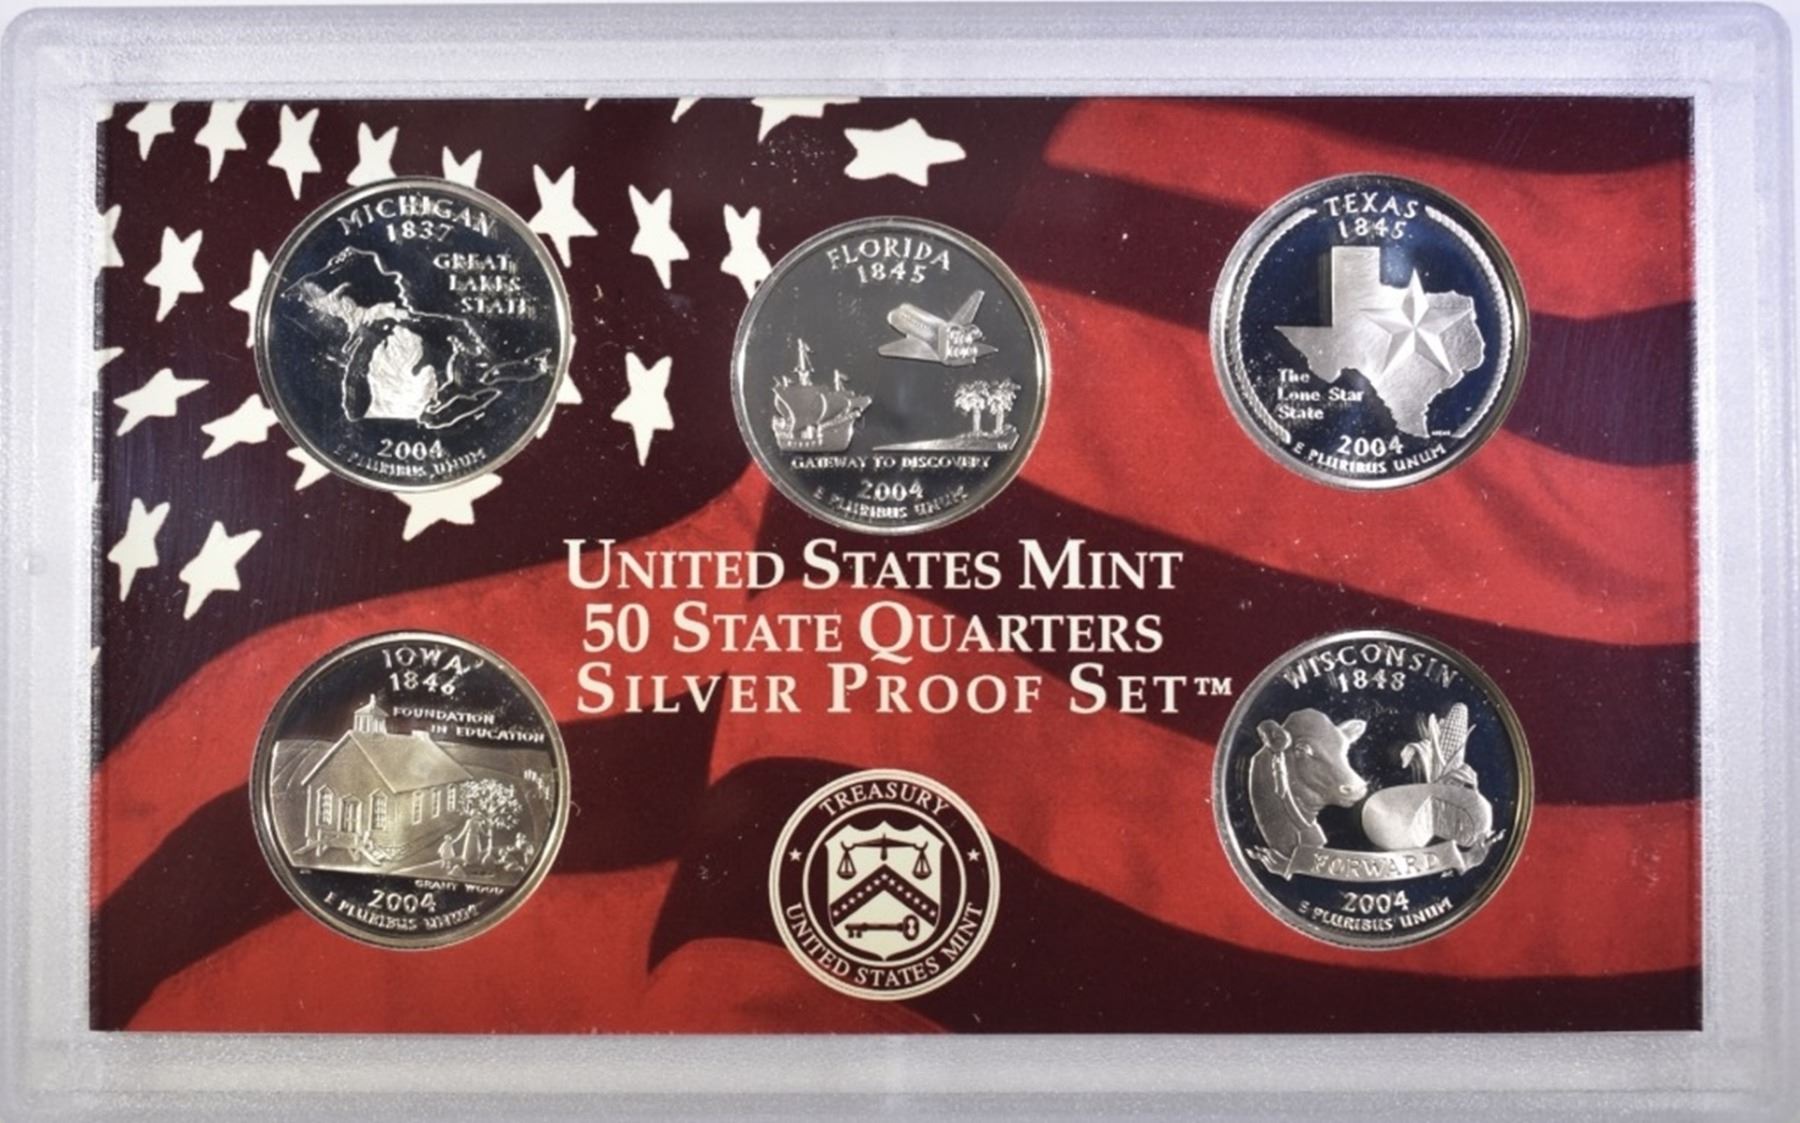 MICHIGAN
1837
GREAT
LAKES
STATE
2004
E PLURIBUS UNUM
FLORIDA
1845
GATEWAY TO DISCOVERY
2004
E PLURIBUS UNUM
TEXAS
1845
The
Lone Star
State
2004
E PLURIBUS UNUM
UNITED STATES MINT
50 STATE QUARTERS
SILVER PROOF SET™
IOWA
1846
FOUNDATION
IN EDUCATION
GRANT WOOD
2004
E PLURIBUS UNUM
TREASURY
UNITED STATES MINT
WISCONSIN
1848
FORWARD
2004
E PLURIBUS UNUM